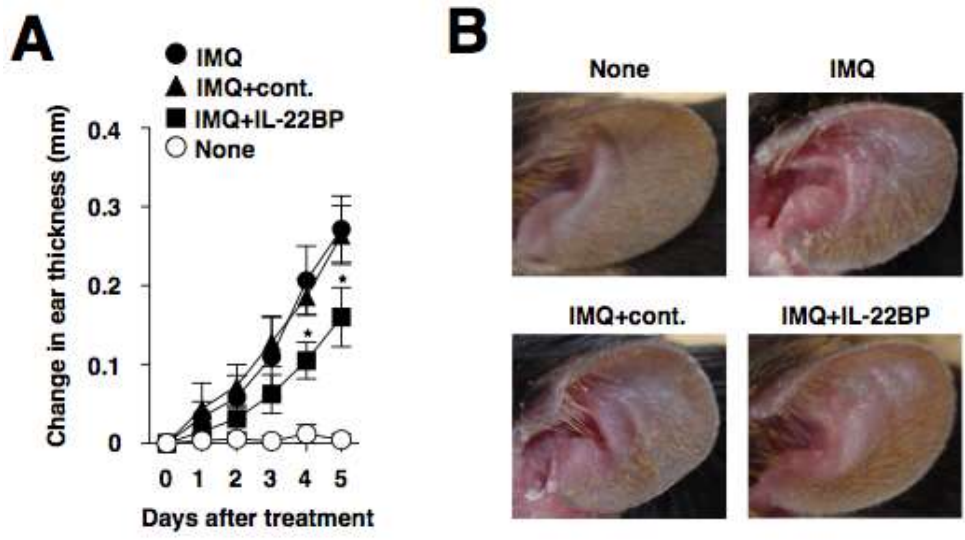 A
IMQ
IMQ+cont.
IMQ+IL-22BP
None
Change in ear thickness (mm)
0.4
0.3
0.2
0.1
0
*
*
0 1 2 3 4 5
Days after treatment
B
None IMQ
IMQ+cont. IMQ+IL-22BP